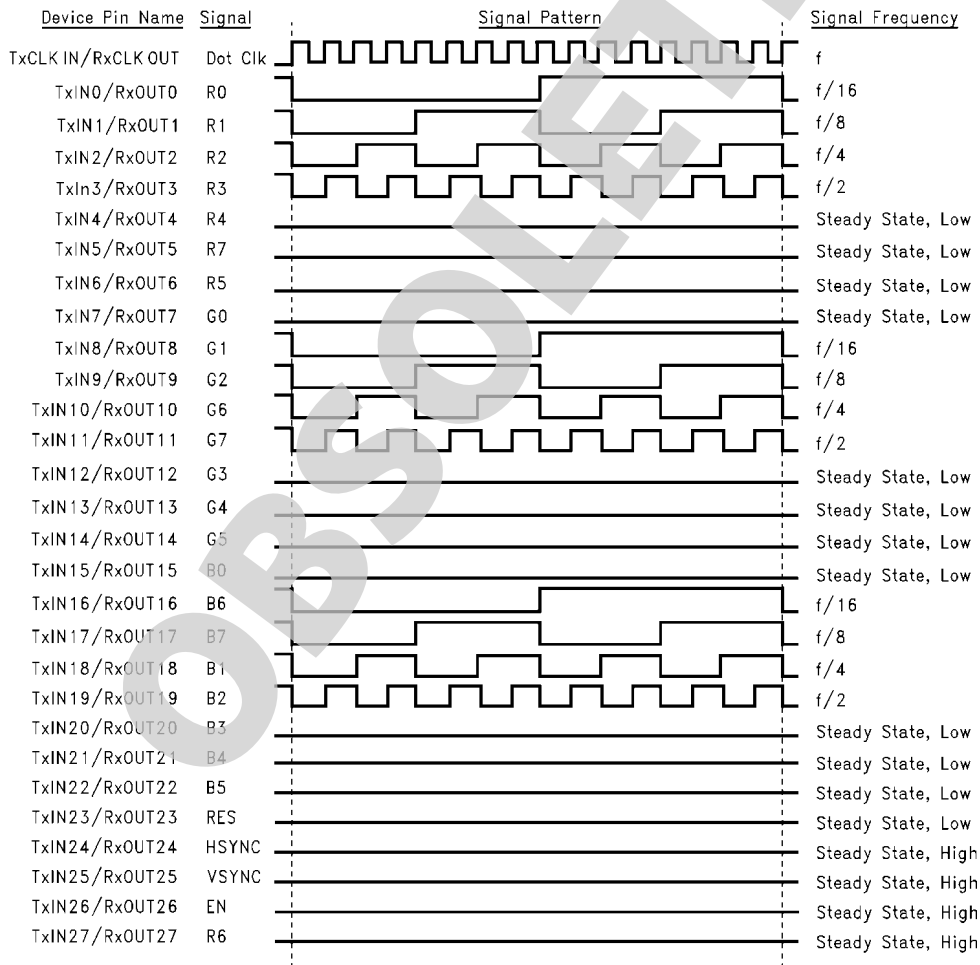 Device Pin Name Signal Signal Pattern Signal Frequency
TxCLK IN/RxCLK OUT Dot Clk f
TxIN0/RxOUT0 R0 f/16
TxIN1/RxOUT1 R1 f/8
TxIN2/RxOUT2 R2 f/4
TxIn3/RxOUT3 R3 f/2
TxIN4/RxOUT4 R4 Steady State, Low
TxIN5/RxOUT5 R7 Steady State, Low
TxIN6/RxOUT6 R5 Steady State, Low
TxIN7/RxOUT7 G0 Steady State, Low
TxIN8/RxOUT8 G1 f/16
TxIN9/RxOUT9 G2 f/8
TxIN10/RxOUT10 G6 f/4
TxIN11/RxOUT11 G7 f/2
TxIN12/RxOUT12 G3 Steady State, Low
TxIN13/RxOUT13 G4 Steady State, Low
TxIN14/RxOUT14 G5 Steady State, Low
TxIN15/RxOUT15 B0 Steady State, Low
TxIN16/RxOUT16 B6 f/16
TxIN17/RxOUT17 B7 f/8
TxIN18/RxOUT18 B1 f/4
TxIN19/RxOUT19 B2 f/2
TxIN20/RxOUT20 B3 Steady State, Low
TxIN21/RxOUT21 B4 Steady State, Low
TxIN22/RxOUT22 B5 Steady State, Low
TxIN23/RxOUT23 RES Steady State, Low
TxIN24/RxOUT24 HSYNC Steady State, High
TxIN25/RxOUT25 VSYNC Steady State, High
TxIN26/RxOUT26 EN Steady State, High
TxIN27/RxOUT27 R6 Steady State, High
OBSOLETE